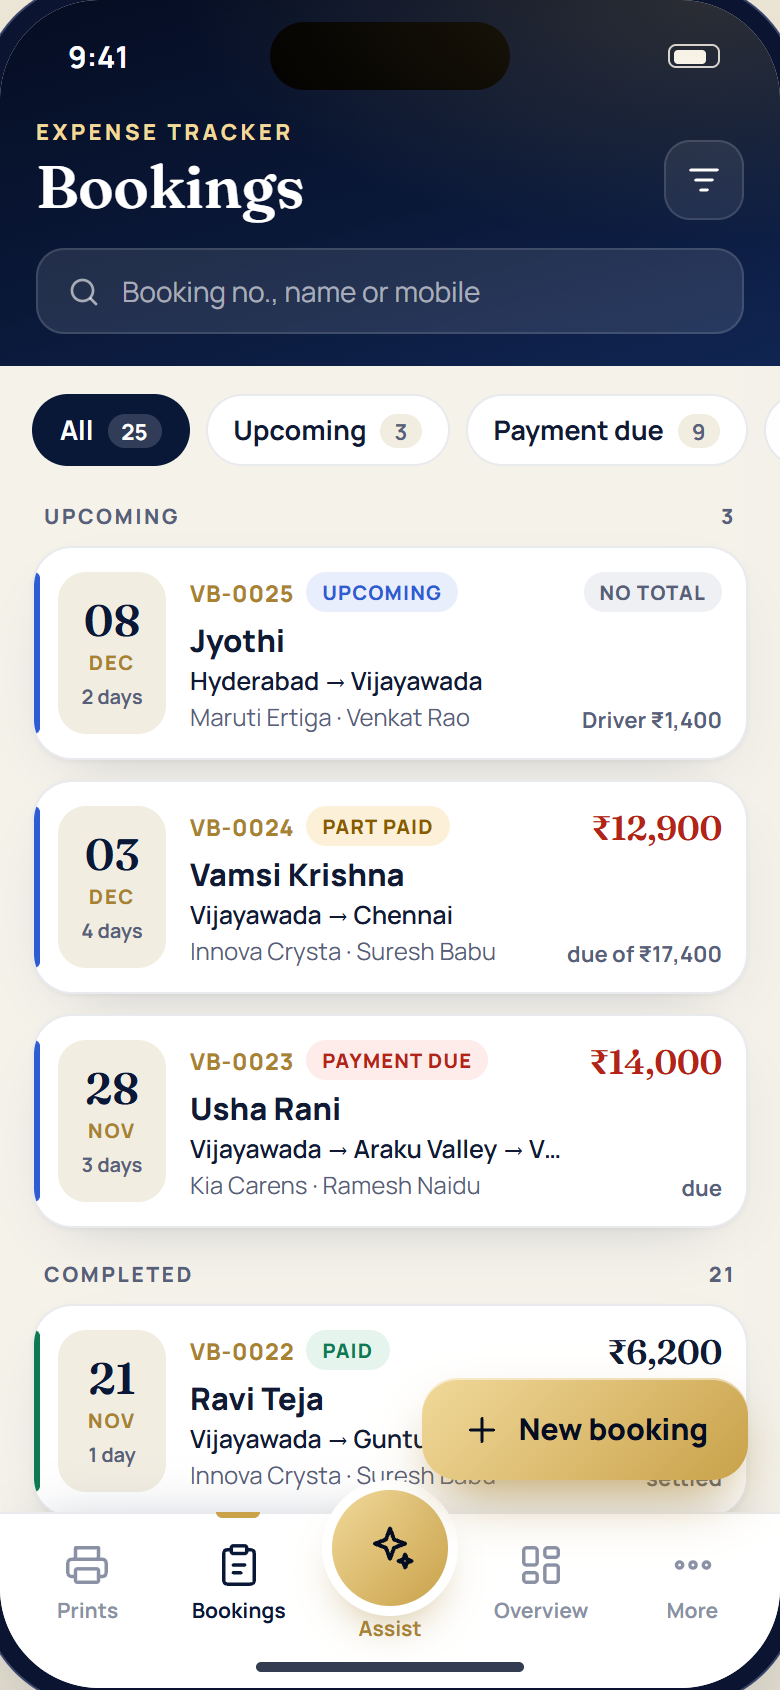 9:41
EXPENSE TRACKER
Bookings
Booking no., name or mobile
All 25
Upcoming 3
Payment due 9
UPCOMING 3
08 DEC 2 days
VB-0025 UPCOMING NO TOTAL
Jyothi
Hyderabad → Vijayawada
Maruti Ertiga · Venkat Rao Driver ₹1,400
03 DEC 4 days
VB-0024 PART PAID ₹12,900
Vamsi Krishna
Vijayawada → Chennai
Innova Crysta · Suresh Babu due of ₹17,400
28 NOV 3 days
VB-0023 PAYMENT DUE ₹14,000
Usha Rani
Vijayawada → Araku Valley → V...
Kia Carens · Ramesh Naidu due
COMPLETED 21
21 NOV 1 day
VB-0022 PAID ₹6,200
Ravi Teja
Vijayawada → Guntu
New booking
Innova Crysta · Suresh Babu settled
Prints
Bookings
Assist
Overview
More